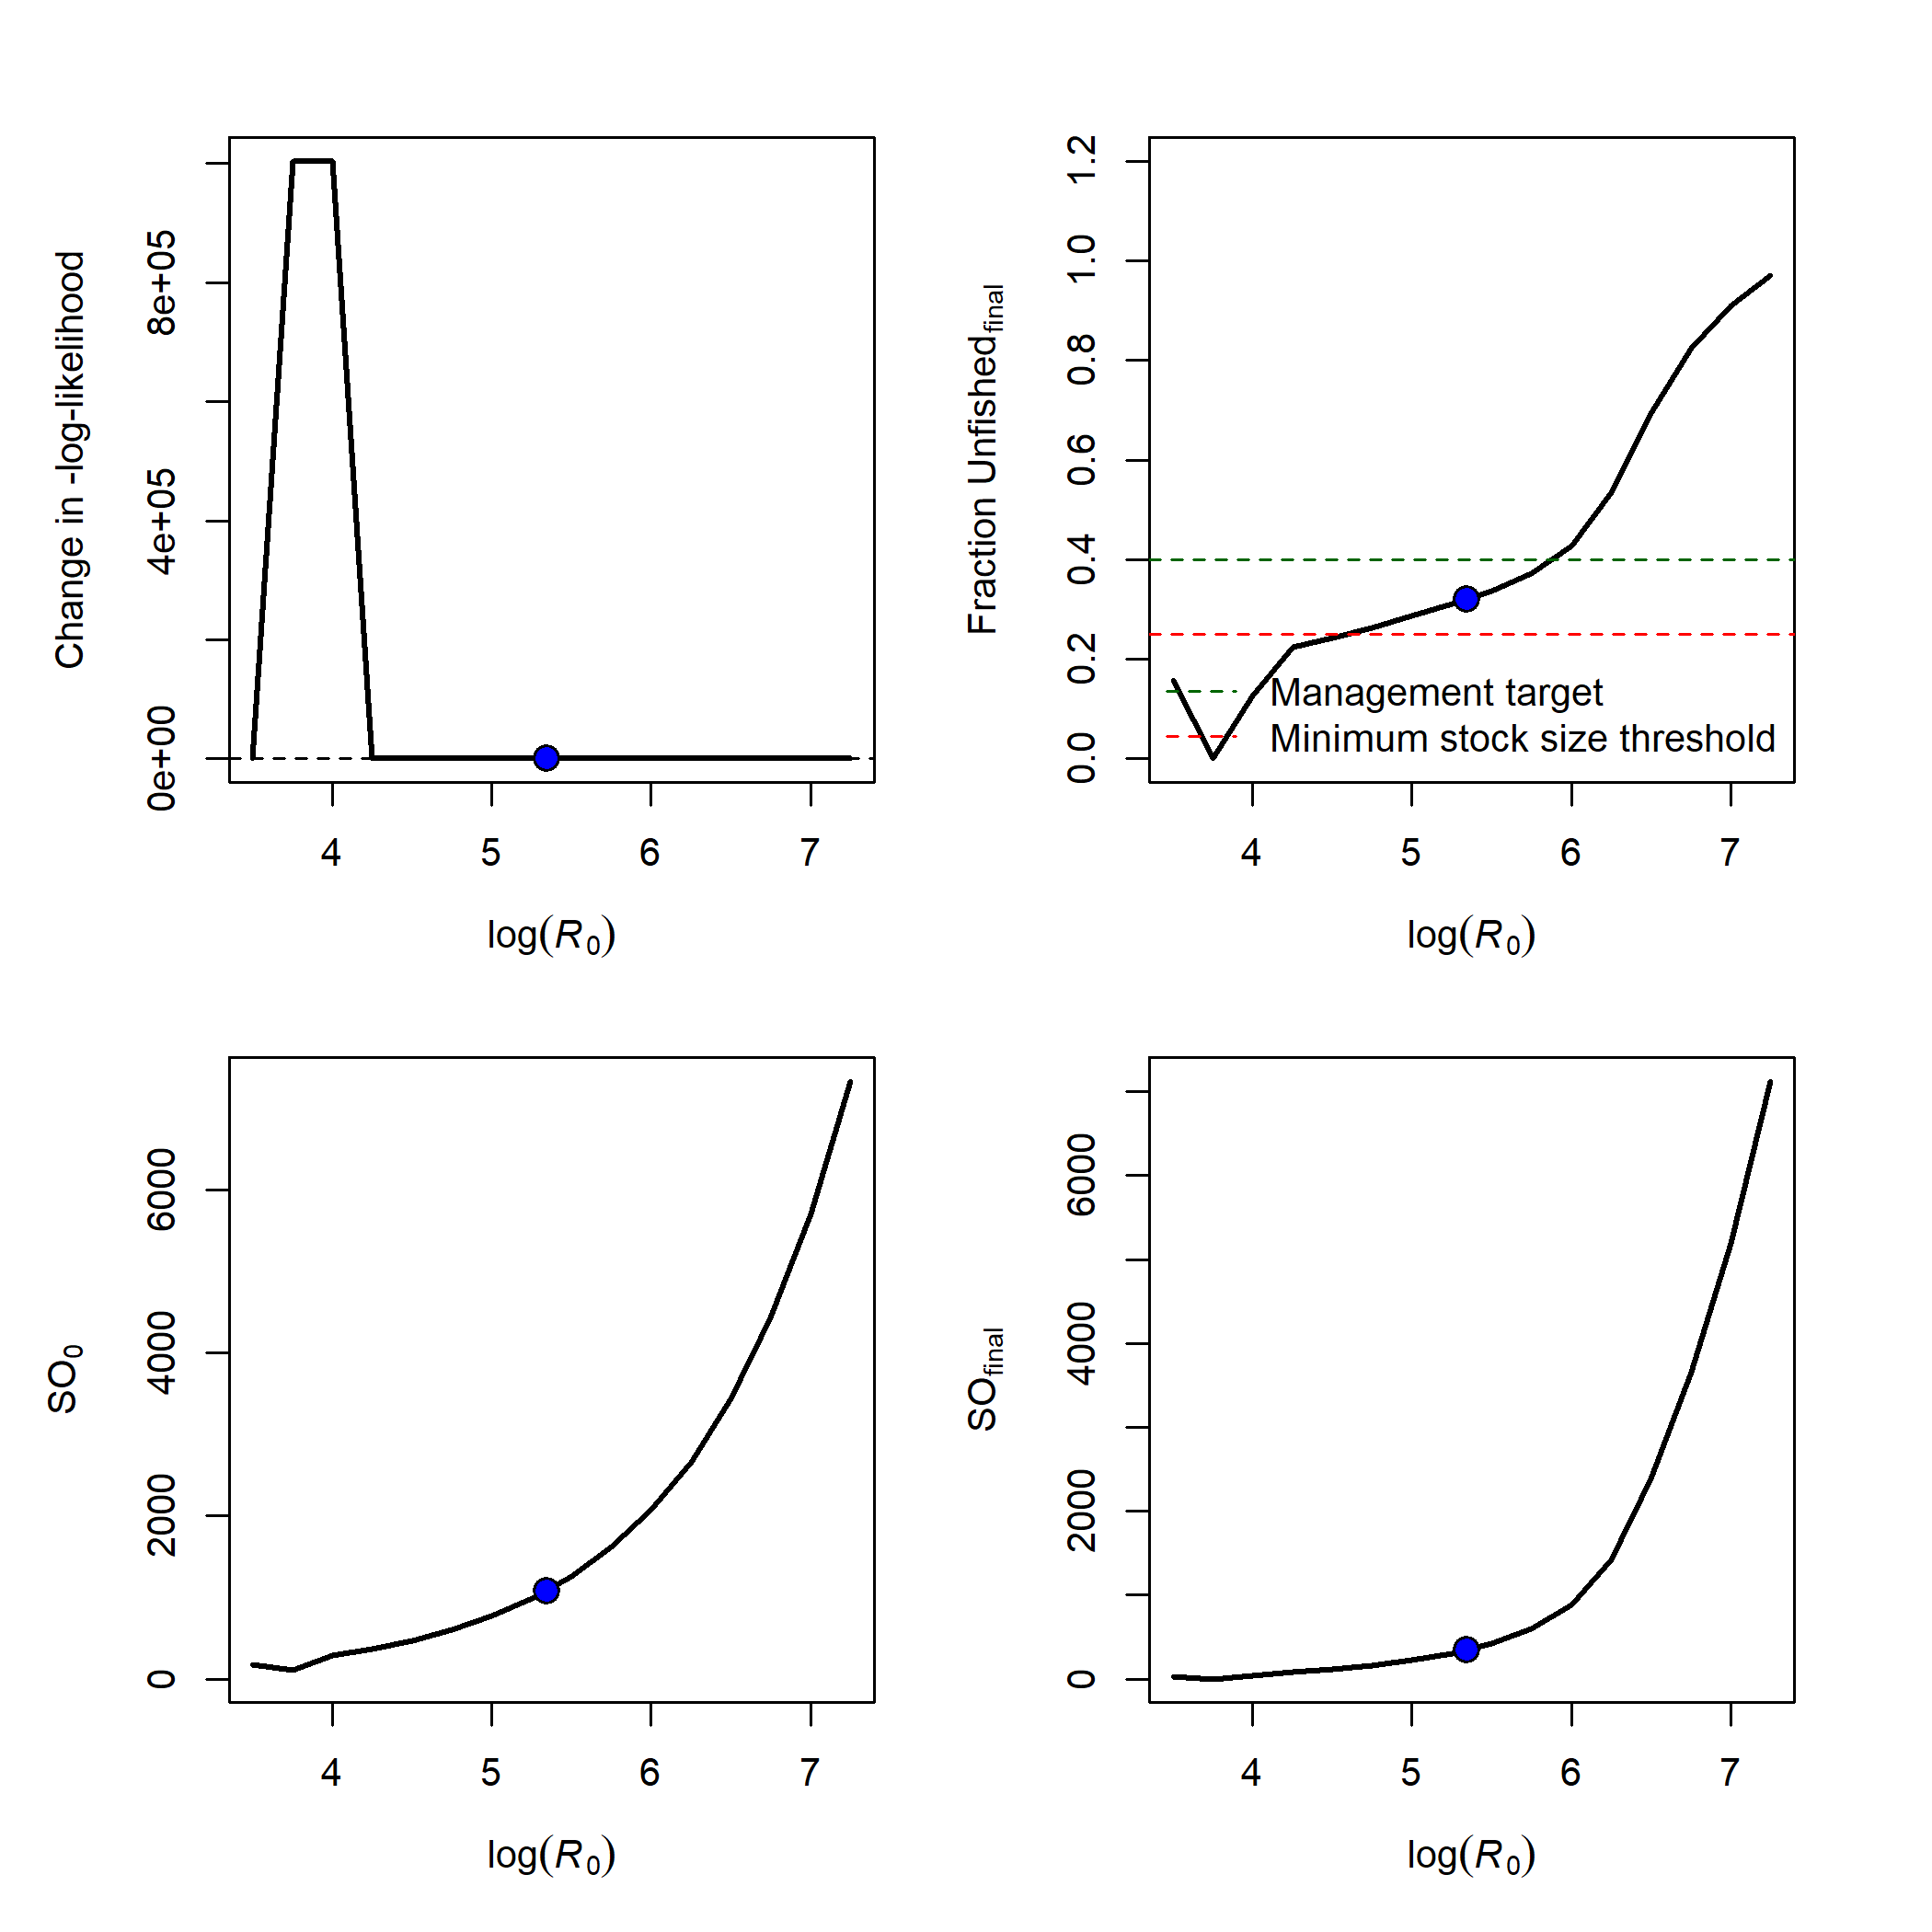 Change in -log-likelihood
0e+00 4e+05 8e+05
4 5 6 7
log(R0)
Fraction Unfishedfinal
0.0 0.2 0.4 0.6 0.8 1.0 1.2
Management target
Minimum stock size threshold
4 5 6 7
log(R0)
SO0
0 2000 4000 6000
4 5 6 7
log(R0)
SOfinal
0 2000 4000 6000
4 5 6 7
log(R0)